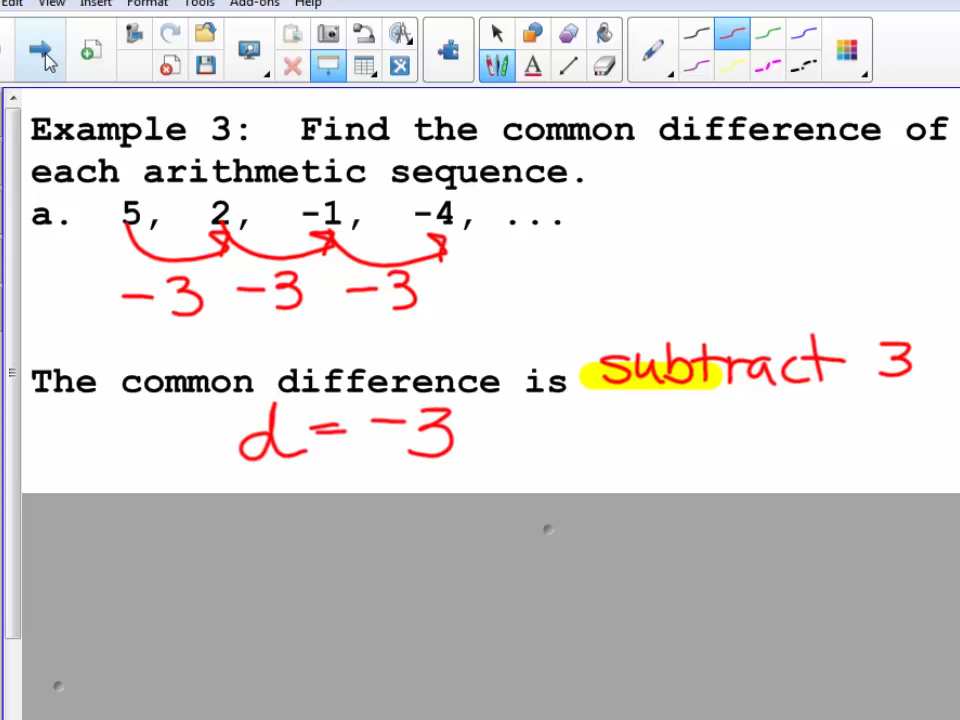 Edit View Insert Format Tools Add-ons Help
Example 3: Find the common difference of
each arithmetic sequence.
a. 5, 2, -1, -4, ...
-3 -3 -3
The common difference is subtract 3
d = -3